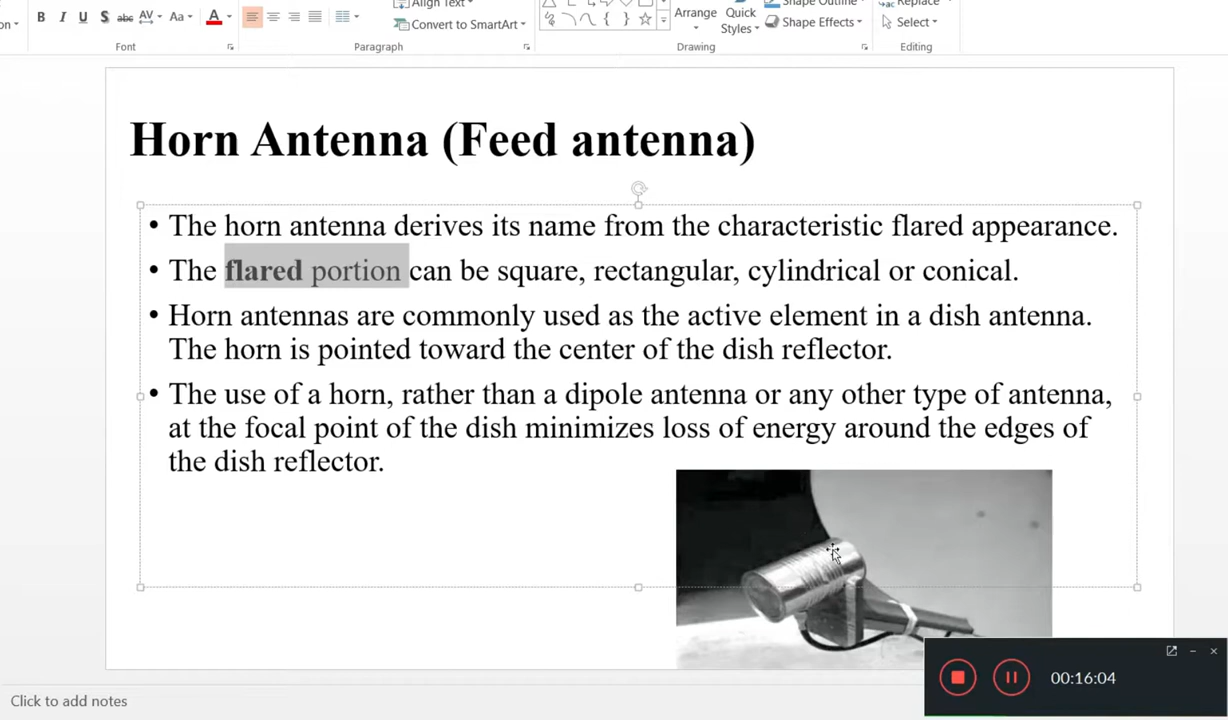 B I U S abc AV Aa A
Align Text
Convert to SmartArt
Arrange
Quick
Styles
Shape Outline
Shape Effects
Replace
Select
Font
Paragraph
Drawing
Editing
Horn Antenna (Feed antenna)
• The horn antenna derives its name from the characteristic flared appearance.
• The flared portion can be square, rectangular, cylindrical or conical.
• Horn antennas are commonly used as the active element in a dish antenna.
The horn is pointed toward the center of the dish reflector.
• The use of a horn, rather than a dipole antenna or any other type of antenna,
at the focal point of the dish minimizes loss of energy around the edges of
the dish reflector.
00:16:04
Click to add notes